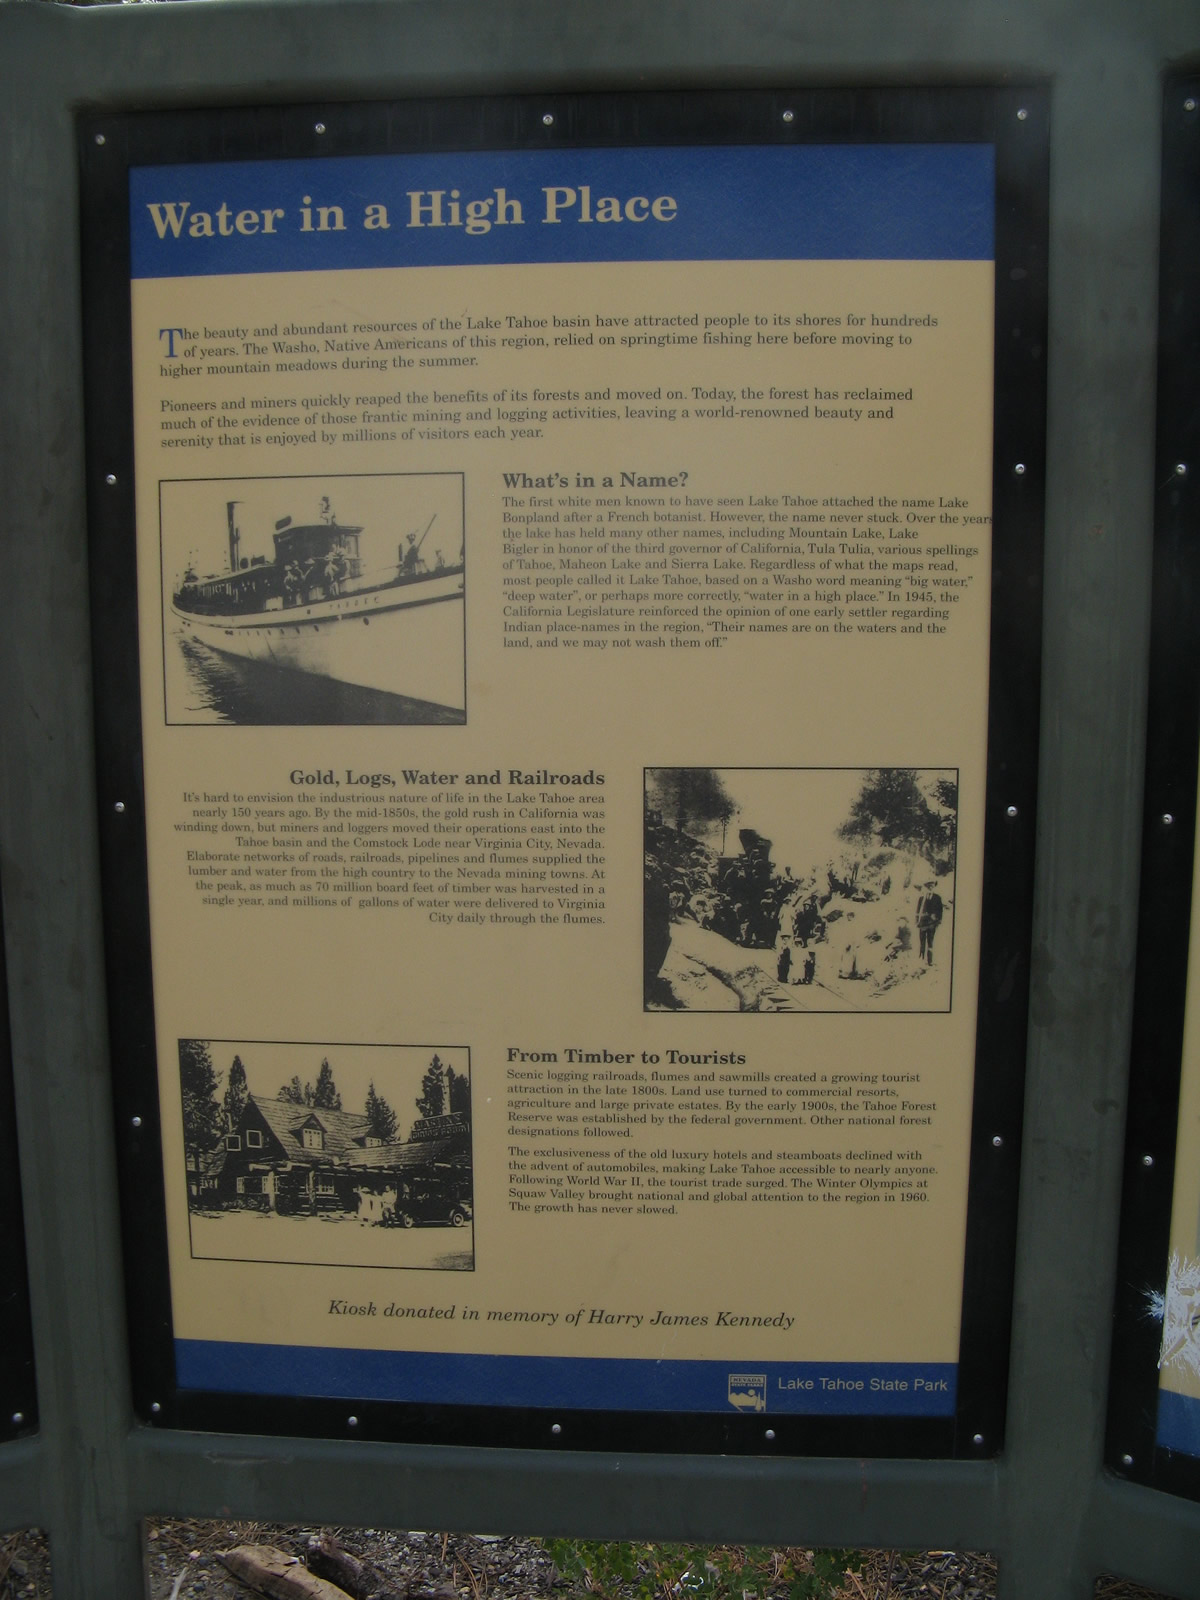 Water in a High Place
The beauty and abundant resources of the Lake Tahoe basin have attracted people to its shores for hundreds
of years. The Washo, Native Americans of this region, relied on springtime fishing here before moving to
higher mountain meadows during the summer.
Pioneers and miners quickly reaped the benefits of its forests and moved on. Today, the forest has reclaimed
much of the evidence of those frantic mining and logging activities, leaving a world-renowned beauty and
serenity that is enjoyed by millions of visitors each year.
What's in a Name?
The first white men known to have seen Lake Tahoe attached the name Lake
Bonpland after a French botanist. However, the name never stuck. Over the years
the lake has held many other names, including Mountain Lake, Lake
Bigler in honor of the third governor of California, Tula Tulia, various spellings
of Tahoe, Maheon Lake and Sierra Lake. Regardless of what the maps read,
most people called it Lake Tahoe, based on a Washo word meaning "big water,"
"deep water", or perhaps more correctly, "water in a high place." In 1945, the
California Legislature reinforced the opinion of one early settler regarding
Indian place-names in the region, "Their names are on the waters and the
land, and we may not wash them off."
TAHOE
Gold, Logs, Water and Railroads
It's hard to envision the industrious nature of life in the Lake Tahoe area
nearly 150 years ago. By the mid-1850s, the gold rush in California was
winding down, but miners and loggers moved their operations east into the
Tahoe basin and the Comstock Lode near Virginia City, Nevada.
Elaborate networks of roads, railroads, pipelines and flumes supplied the
lumber and water from the high country to the Nevada mining towns. At
the peak, as much as 70 million board feet of timber was harvested in a
single year, and millions of gallons of water were delivered to Virginia
City daily through the flumes.
From Timber to Tourists
Scenic logging railroads, flumes and sawmills created a growing tourist
attraction in the late 1800s. Land use turned to commercial resorts,
agriculture and large private estates. By the early 1900s, the Tahoe Forest
Reserve was established by the federal government. Other national forest
designations followed.
The exclusiveness of the old luxury hotels and steamboats declined with
the advent of automobiles, making Lake Tahoe accessible to nearly anyone.
Following World War II, the tourist trade surged. The Winter Olympics at
Squaw Valley brought national and global attention to the region in 1960.
The growth has never slowed.
Kiosk donated in memory of Harry James Kennedy
NEVADA
STATE PARKS
Lake Tahoe State Park